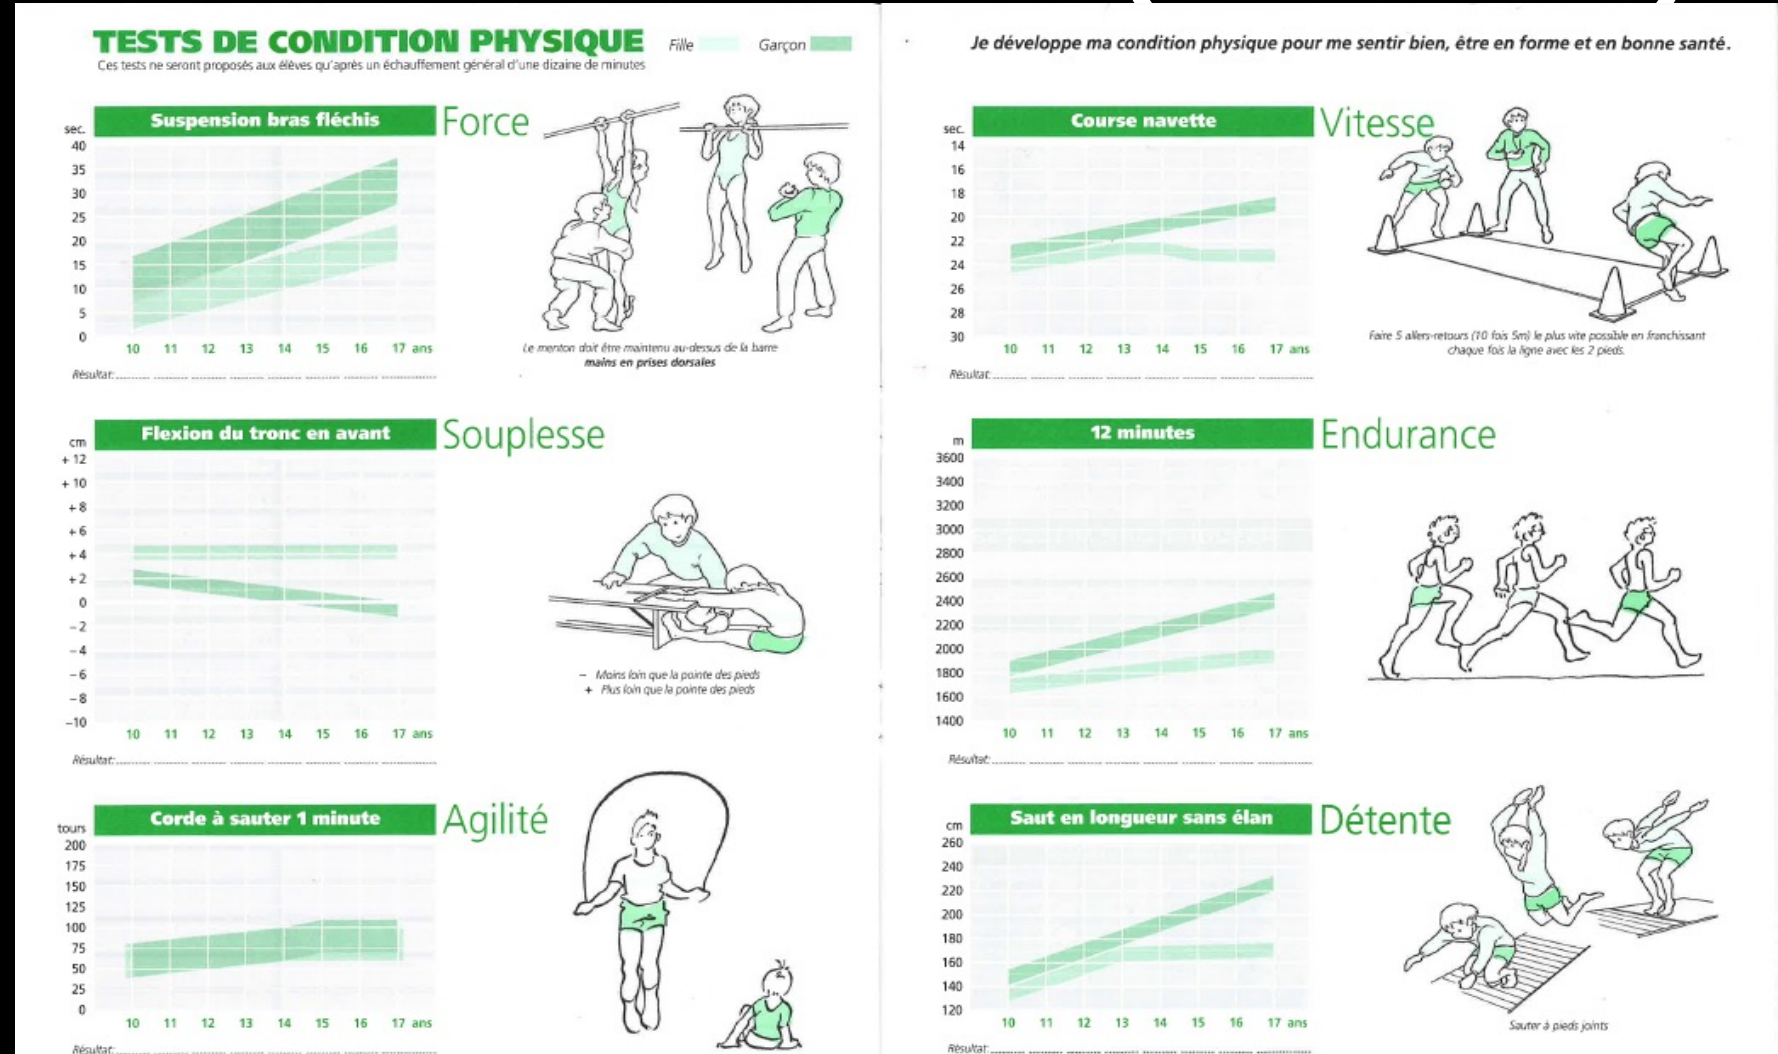 TESTS DE CONDITION PHYSIQUE
Fille
Garçon
Ces tests ne seront proposés aux élèves qu'après un échauffement général d'une dizaine de minutes
Suspension bras fléchis
Force
sec.
40
35
30
25
20
15
10
5
0
10 11 12 13 14 15 16 17 ans
Résultat:
Le menton doit être maintenu au-dessus de la barre
mains en prises dorsales
Flexion du tronc en avant
Souplesse
cm
+ 12
+ 10
+ 8
+ 6
+ 4
+ 2
0
– 2
– 4
– 6
– 8
–10
10 11 12 13 14 15 16 17 ans
Résultat:
– Moins loin que la pointe des pieds
+ Plus loin que la pointe des pieds
Corde à sauter 1 minute
Agilité
tours
200
175
150
125
100
75
50
25
0
10 11 12 13 14 15 16 17 ans
Résultat:
Je développe ma condition physique pour me sentir bien, être en forme et en bonne santé.
Course navette
Vitesse
sec.
14
16
18
20
22
24
26
28
30
10 11 12 13 14 15 16 17 ans
Résultat:
Faire 5 allers-retours (10 fois 5m) le plus vite possible en franchissant
chaque fois la ligne avec les 2 pieds.
12 minutes
Endurance
m
3600
3400
3200
3000
2800
2600
2400
2200
2000
1800
1600
1400
10 11 12 13 14 15 16 17 ans
Résultat:
Saut en longueur sans élan
Détente
cm
260
240
220
200
180
160
140
120
10 11 12 13 14 15 16 17 ans
Résultat:
Sauter à pieds joints